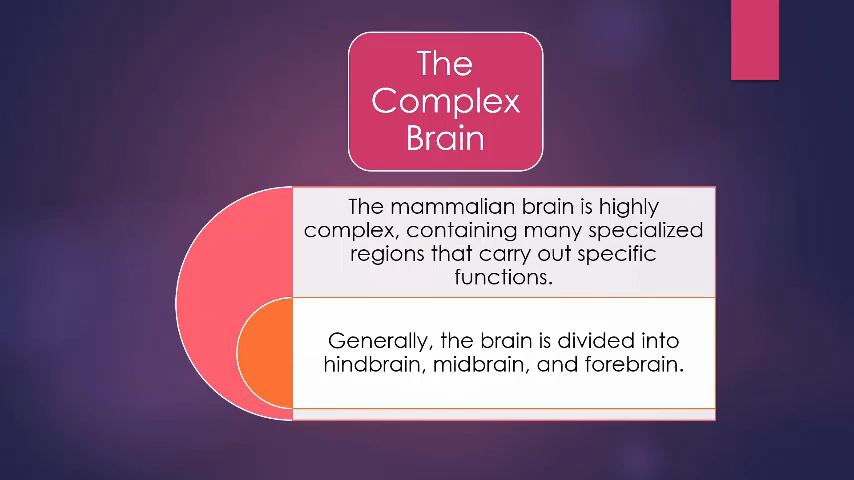 The
Complex
Brain
The mammalian brain is highly
complex, containing many specialized
regions that carry out specific
functions.
Generally, the brain is divided into
hindbrain, midbrain, and forebrain.